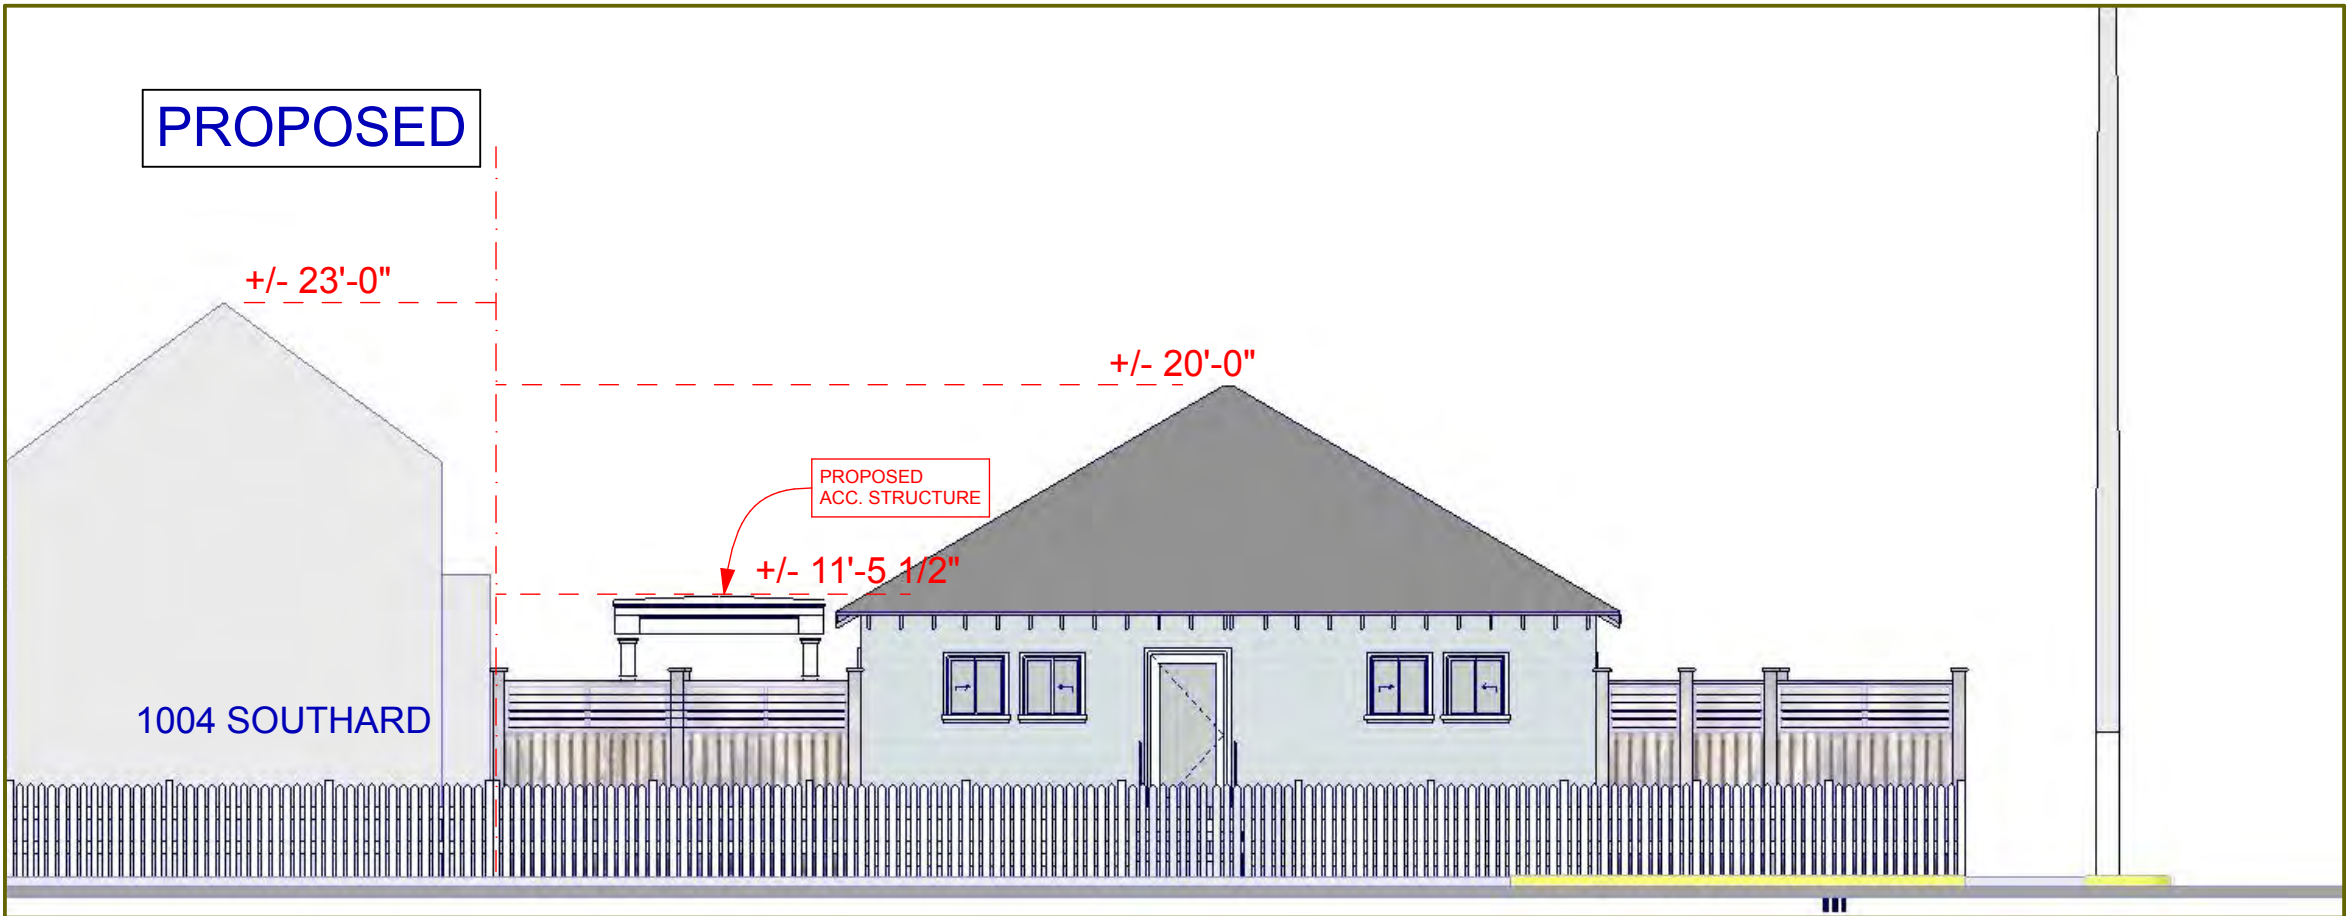 PROPOSED
+/- 23'-0"
+/- 20'-0"
PROPOSED
ACC. STRUCTURE
+/- 11'-5 1/2"
1004 SOUTHARD